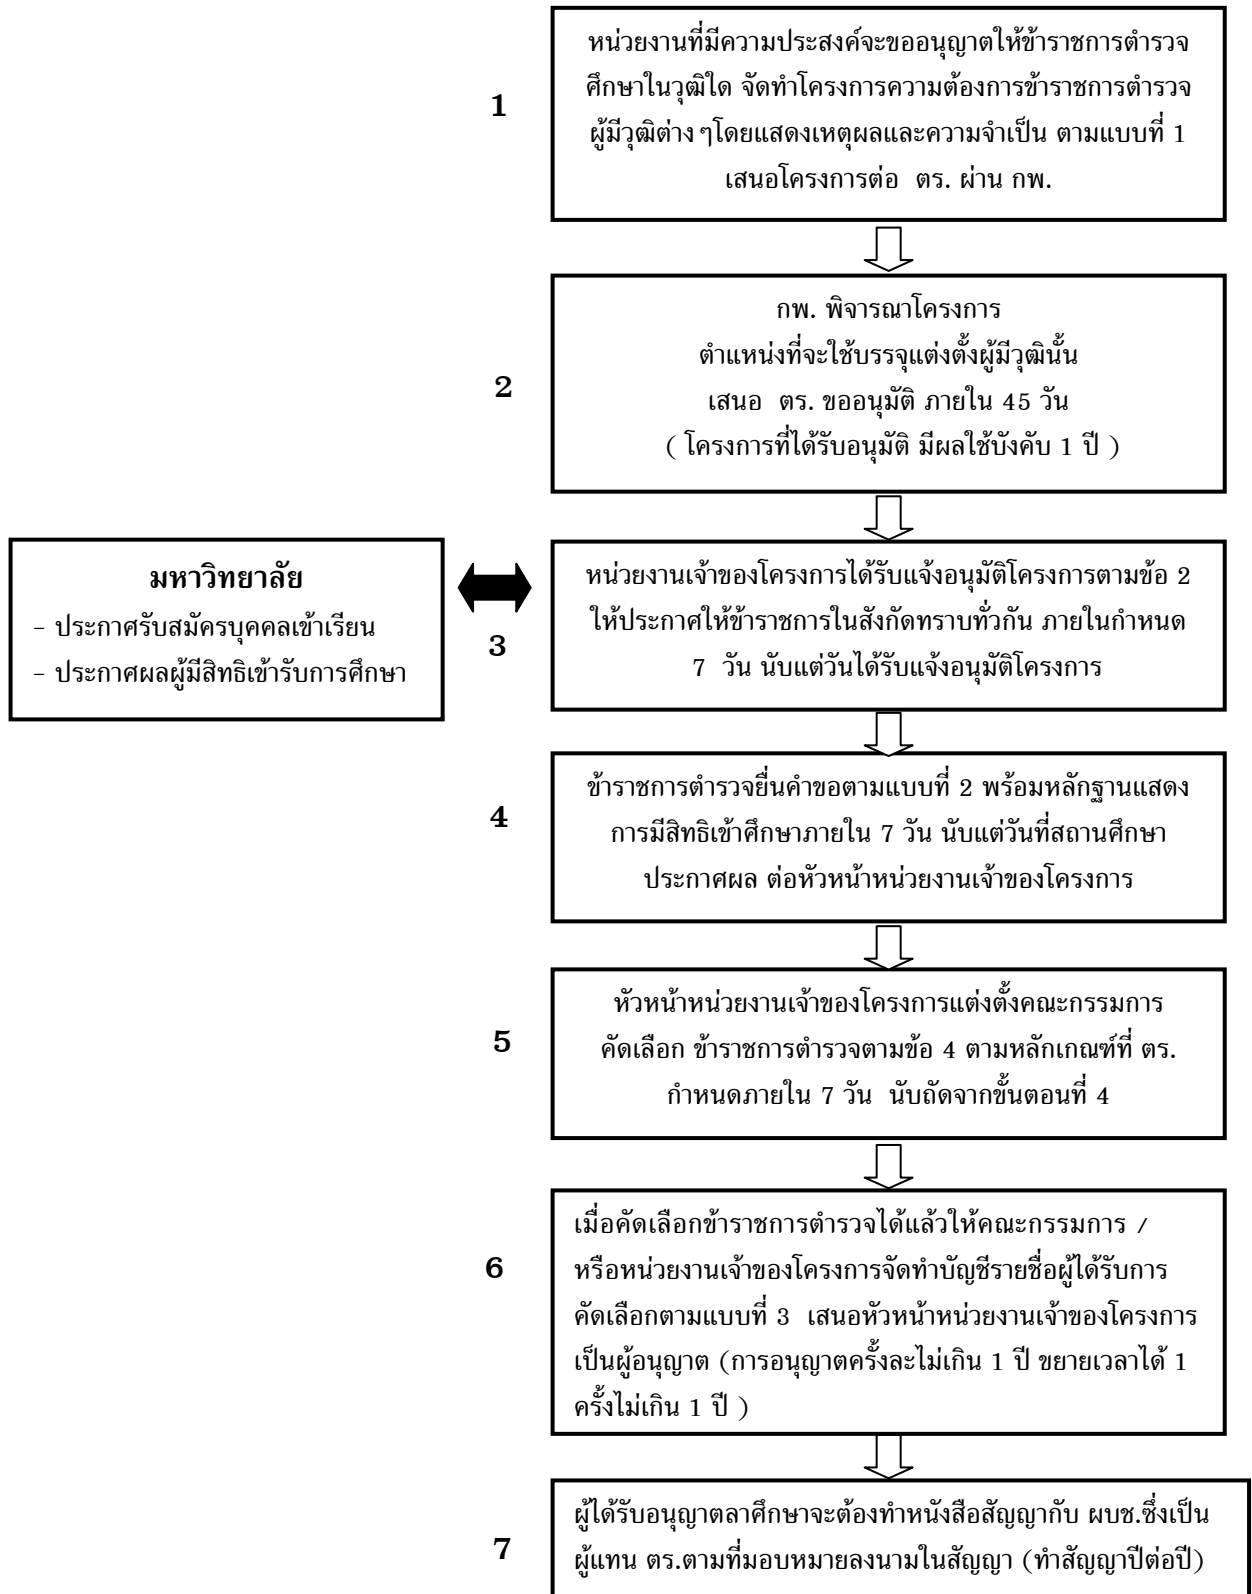 1
หน่วยงานที่มีความประสงค์จะขออนุญาตให้ข้าราชการตำรวจ
ศึกษาในวุฒิใด จัดทำโครงการความต้องการข้าราชการตำรวจ
ผู้มีวุฒิต่าง ๆโดยแสดงเหตุผลและความจำเป็น ตามแบบที่ 1
เสนอโครงการต่อ ตร. ผ่าน กพ.
2
กพ. พิจารณาโครงการ
ตำแหน่งที่จะใช้บรรจุแต่งตั้งผู้มีวุฒินั้น
เสนอ ตร. ขออนุมัติ ภายใน 45 วัน
( โครงการที่ได้รับอนุมัติ มีผลใช้บังคับ 1 ปี )
มหาวิทยาลัย
- ประกาศรับสมัครบุคคลเข้าเรียน
- ประกาศผลผู้มีสิทธิเข้ารับการศึกษา
3
หน่วยงานเจ้าของโครงการได้รับแจ้งอนุมัติโครงการตามข้อ 2
ให้ประกาศให้ข้าราชการในสังกัดทราบทั่วกัน ภายในกำหนด
7 วัน นับแต่วันได้รับแจ้งอนุมัติโครงการ
4
ข้าราชการตำรวจยื่นคำขอตามแบบที่ 2 พร้อมหลักฐานแสดง
การมีสิทธิเข้าศึกษาภายใน 7 วัน นับแต่วันที่สถานศึกษา
ประกาศผล ต่อหัวหน้าหน่วยงานเจ้าของโครงการ
5
หัวหน้าหน่วยงานเจ้าของโครงการแต่งตั้งคณะกรรมการ
คัดเลือก ข้าราชการตำรวจตามข้อ 4 ตามหลักเกณฑ์ที่ ตร.
กำหนดภายใน 7 วัน นับถัดจากขั้นตอนที่ 4
6
เมื่อคัดเลือกข้าราชการตำรวจได้แล้วให้คณะกรรมการ /
หรือหน่วยงานเจ้าของโครงการจัดทำบัญชีรายชื่อผู้ได้รับการ
คัดเลือกตามแบบที่ 3 เสนอหัวหน้าหน่วยงานเจ้าของโครงการ
เป็นผู้อนุญาต (การอนุญาตครั้งละไม่เกิน 1 ปี ขยายเวลาได้ 1
ครั้งไม่เกิน 1 ปี )
7
ผู้ได้รับอนุญาตลาศึกษาจะต้องทำหนังสือสัญญากับ ผบช.ซึ่งเป็น
ผู้แทน ตร.ตามที่มอบหมายลงนามในสัญญา (ทำสัญญาปีต่อปี)